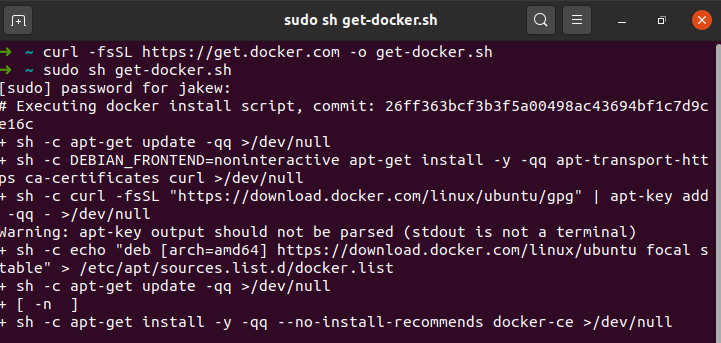 sudo sh get-docker.sh
➜ ~ curl -fsSL https://get.docker.com -o get-docker.sh
➜ ~ sudo sh get-docker.sh
[sudo] password for jakew:
# Executing docker install script, commit: 26ff363bcf3b3f5a00498ac43694bf1c7d9c
e16c
+ sh -c apt-get update -qq >/dev/null
+ sh -c DEBIAN_FRONTEND=noninteractive apt-get install -y -qq apt-transport-htt
ps ca-certificates curl >/dev/null
+ sh -c curl -fsSL "https://download.docker.com/linux/ubuntu/gpg" | apt-key add
 -qq - >/dev/null
Warning: apt-key output should not be parsed (stdout is not a terminal)
+ sh -c echo "deb [arch=amd64] https://download.docker.com/linux/ubuntu focal s
table" > /etc/apt/sources.list.d/docker.list
+ sh -c apt-get update -qq >/dev/null
+ [ -n  ]
+ sh -c apt-get install -y -qq --no-install-recommends docker-ce >/dev/null